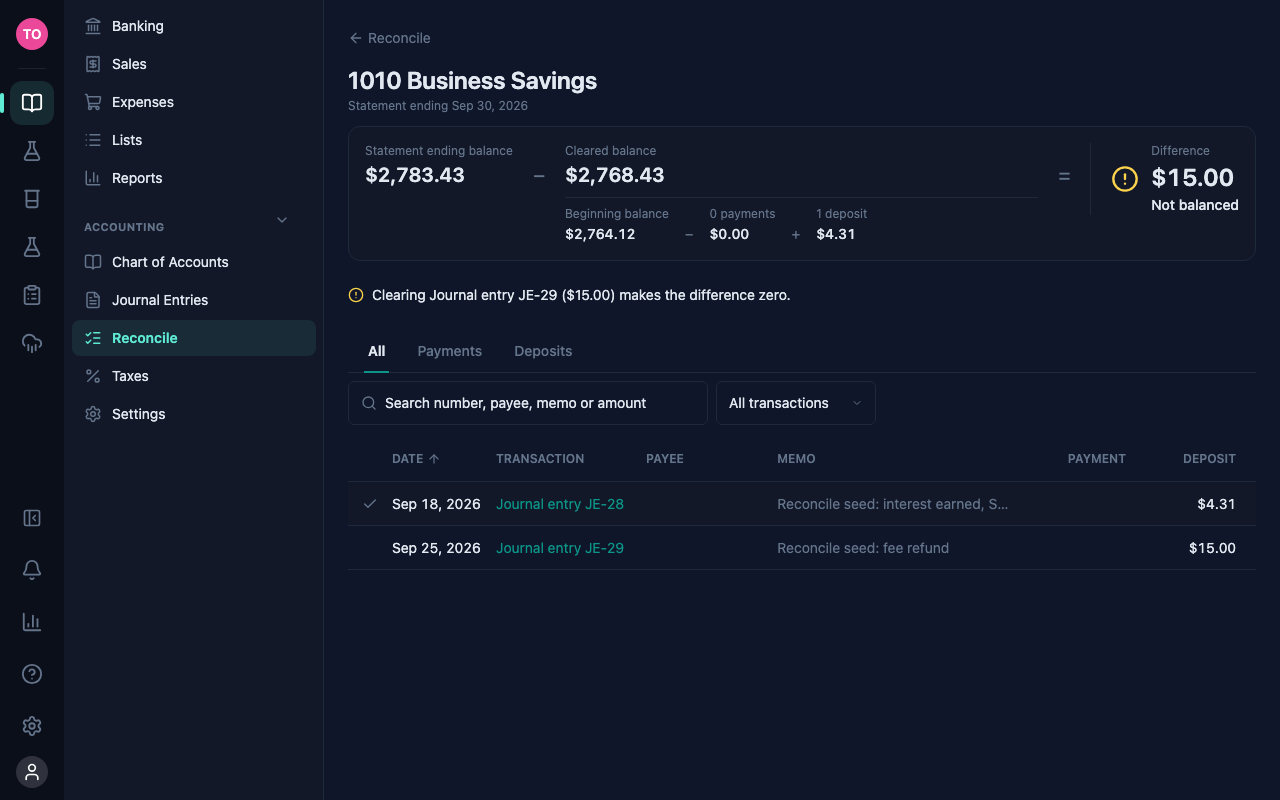 TO
Banking
Sales
Expenses
Lists
Reports
ACCOUNTING
Chart of Accounts
Journal Entries
Reconcile
Taxes
Settings
Reconcile
1010 Business Savings
Statement ending Sep 30, 2026
Statement ending balance
$2,783.43
–
Cleared balance
$2,768.43
Beginning balance
$2,764.12
–
0 payments
$0.00
+
1 deposit
$4.31
=
Difference
$15.00
Not balanced
Clearing Journal entry JE-29 ($15.00) makes the difference zero.
All Payments Deposits
Search number, payee, memo or amount
All transactions
DATE TRANSACTION PAYEE MEMO PAYMENT DEPOSIT
Sep 18, 2026 Journal entry JE-28 Reconcile seed: interest earned, S... $4.31
Sep 25, 2026 Journal entry JE-29 Reconcile seed: fee refund $15.00